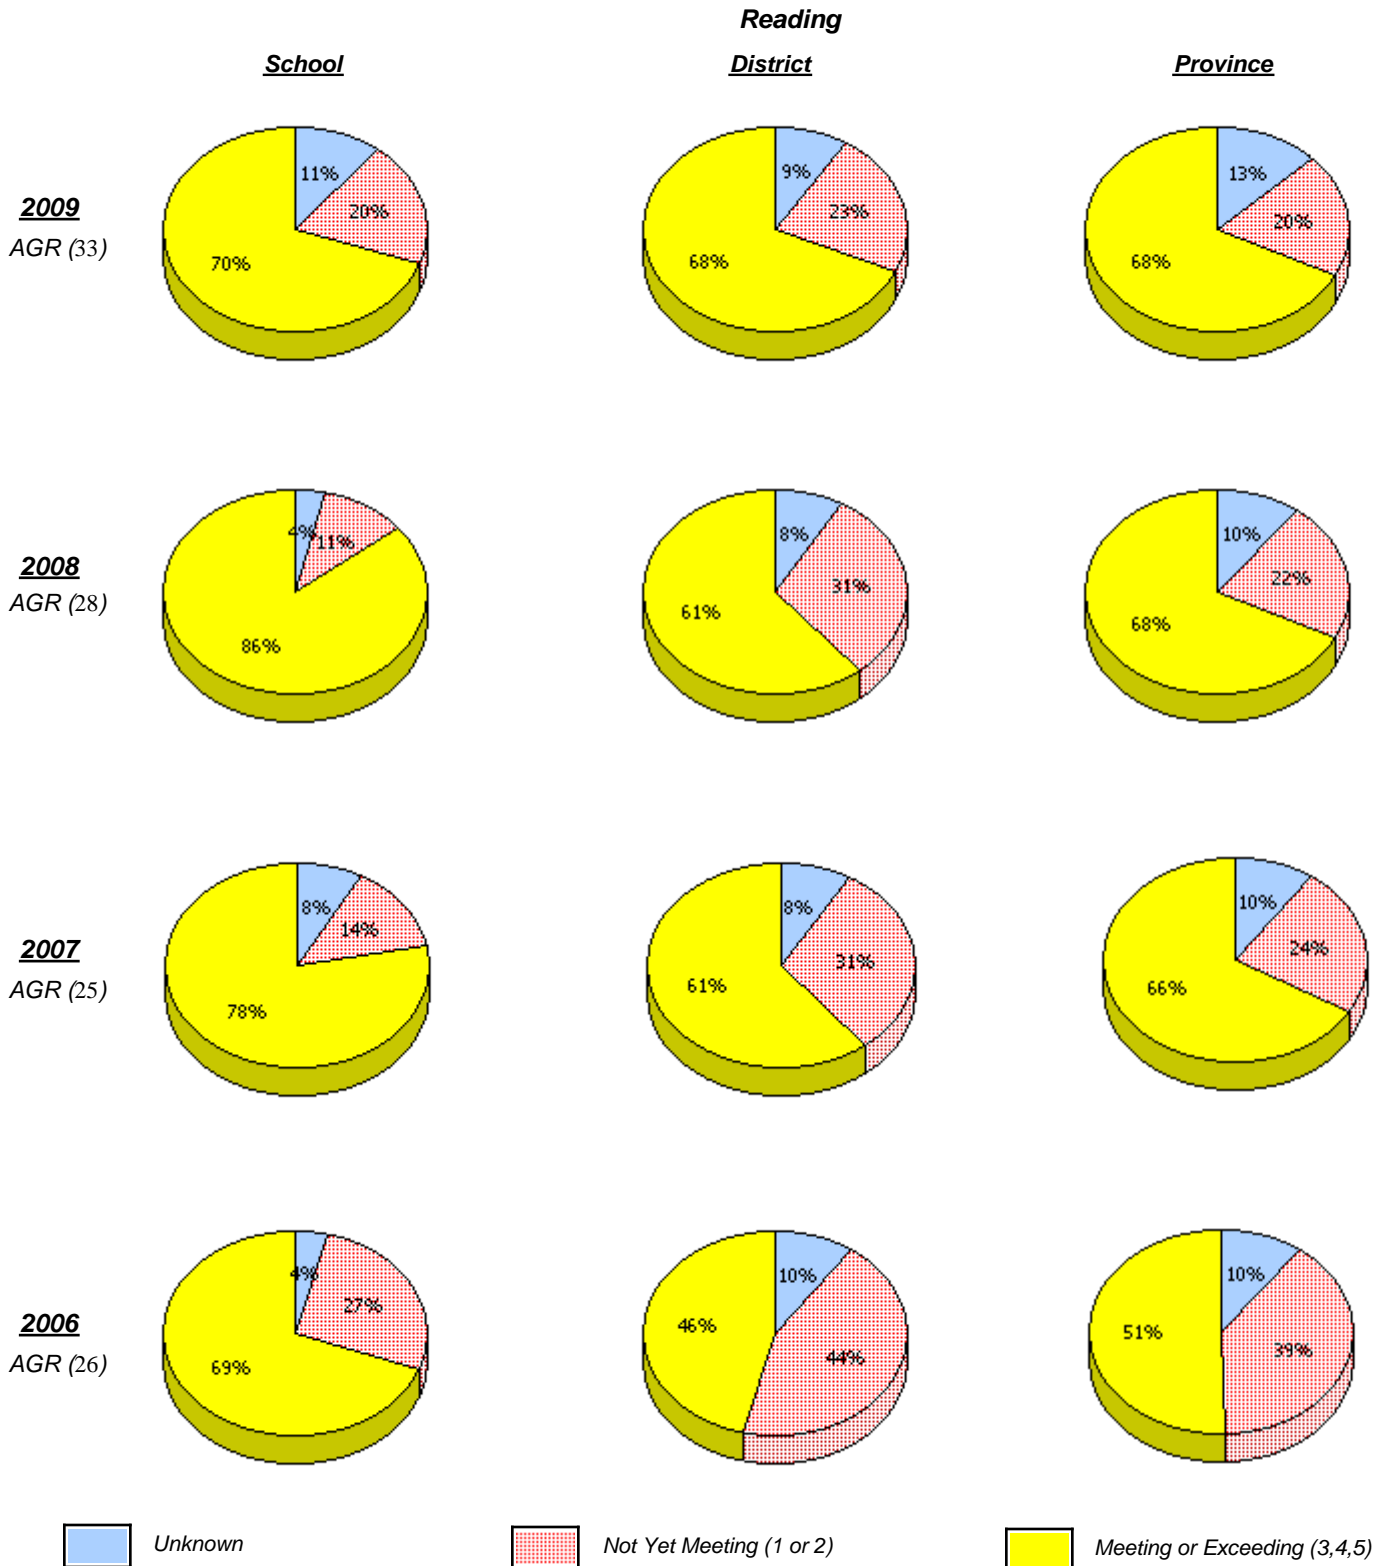 Reading
School District Province
11% 9% 13%
2009 20% 23% 20%
AGR (33)
70% 68% 68%
4% 8% 10%
11%
2008 31% 22%
AGR (28)
61% 68%
86%
8% 8% 10%
14%
2007 31% 24%
AGR (25)
61% 66%
78%
4% 10% 10%
27%
2006 46% 51%
44% 39%
AGR (26)
69%
Unknown Not Yet Meeting (1 or 2) Meeting or Exceeding (3,4,5)